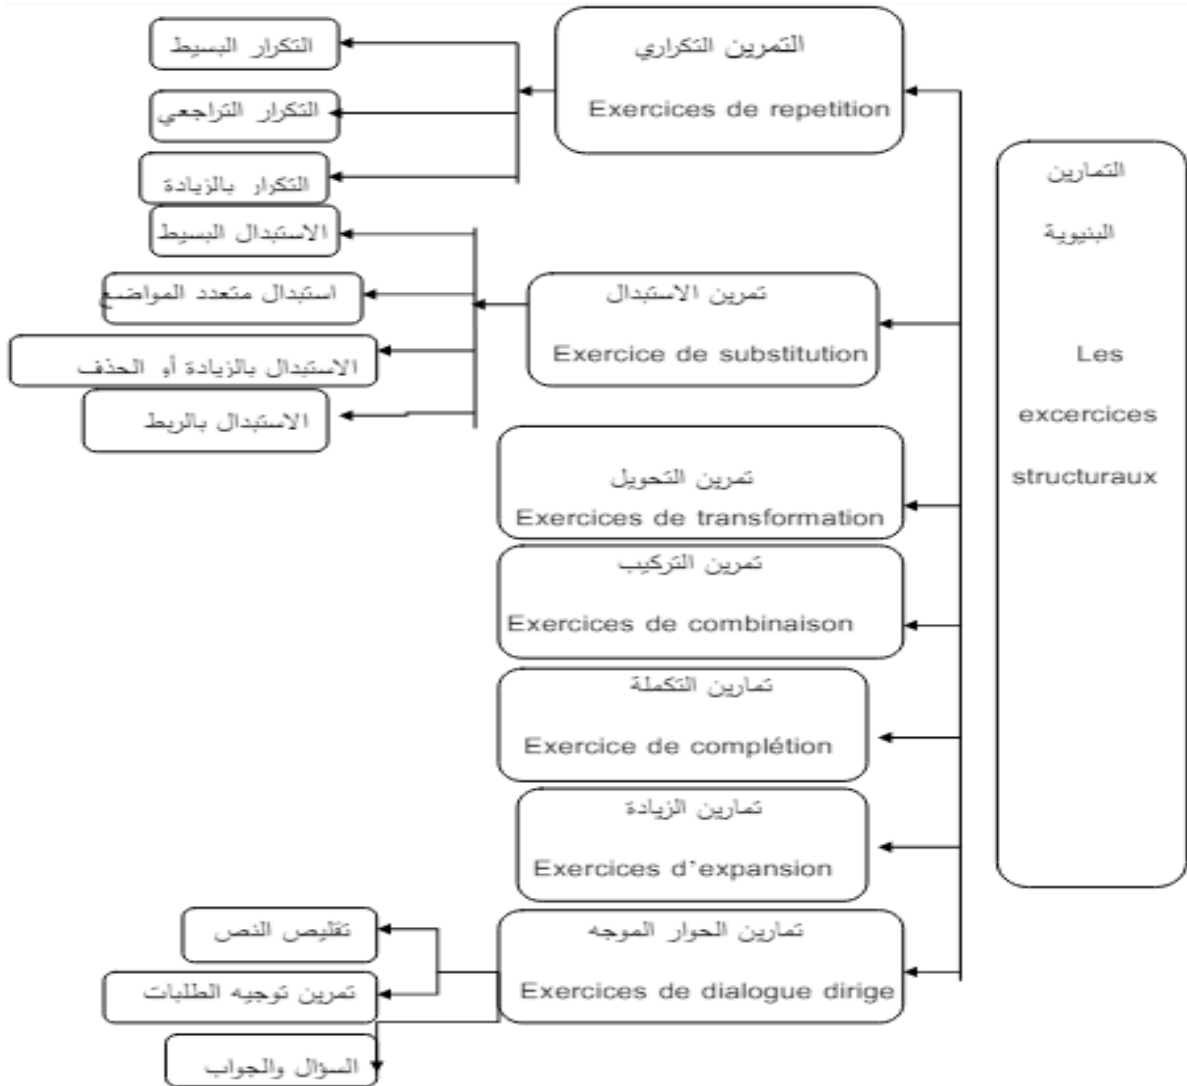 التمارين
البنيوية
Les
excercices
structuraux
التمرين التكراري
Exercices de repetition
التكرار البسيط
التكرار التراجعي
التكرار بالزيادة
تمرين الاستبدال
Exercice de substitution
الاستبدال البسيط
استبدال متعدد المواضع
الاستبدال بالزيادة أو الحذف
الاستبدال بالربط
تمرين التحويل
Exercices de transformation
تمرين التركيب
Exercices de combinaison
تمارين التكملة
Exercice de complétion
تمارين الزيادة
Exercices d'expansion
تمارين الحوار الموجه
Exercices de dialogue dirige
تقليص النص
تمرين توجيه الطلبات
السؤال والجواب